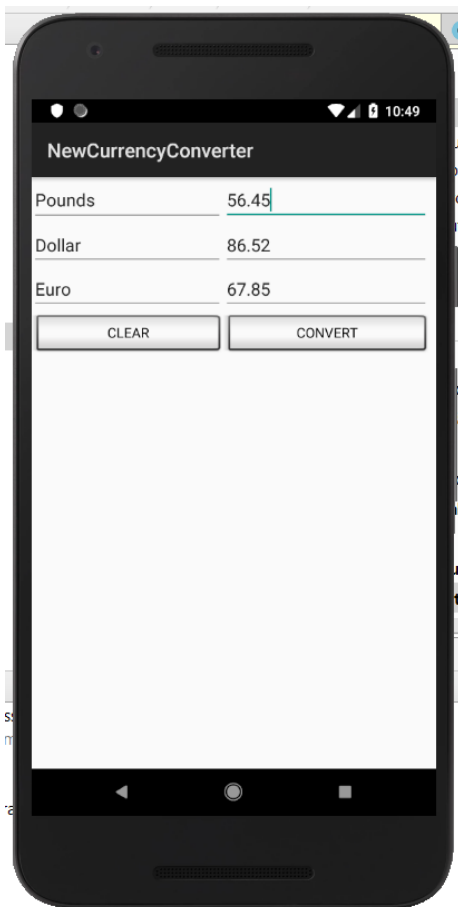 10:49
NewCurrencyConverter
Pounds 56.45
Dollar 86.52
Euro 67.85
CLEAR CONVERT